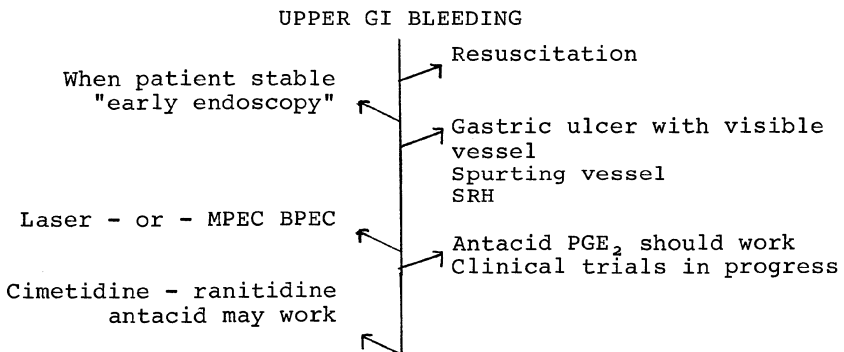 UPPER GI BLEEDING
Resuscitation
When patient stable
"early endoscopy"
Gastric ulcer with visible
vessel
Spurting vessel
SRH
Laser - or - MPEC BPEC
Antacid PGE₂ should work
Clinical trials in progress
Cimetidine - ranitidine
antacid may work